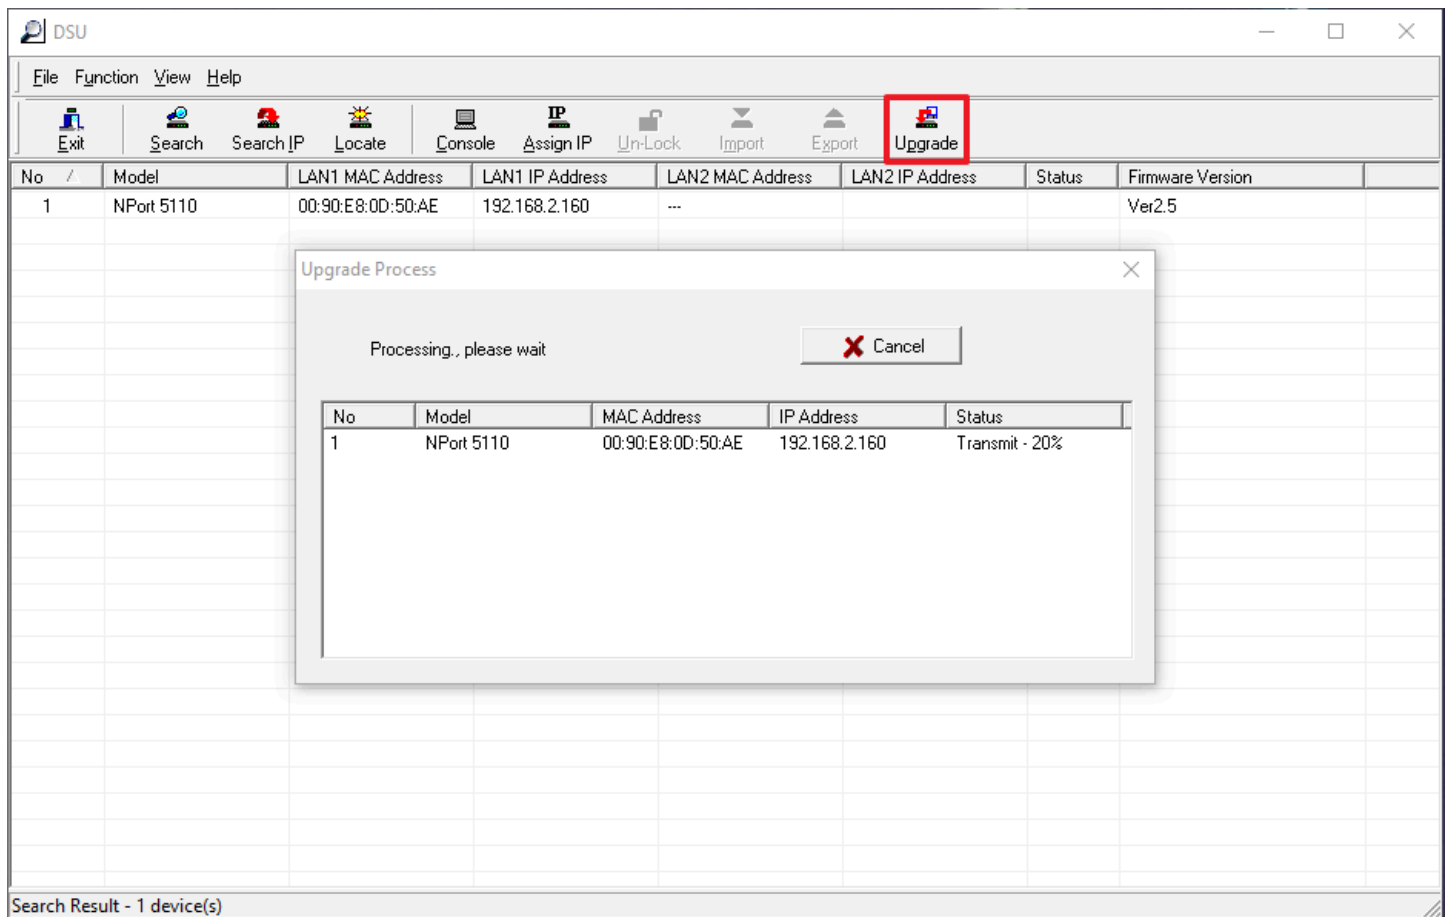 DSU
File Function View Help
Exit Search Search IP Locate Console Assign IP Un-Lock Import Export Upgrade
No Model LAN1 MAC Address LAN1 IP Address LAN2 MAC Address LAN2 IP Address Status Firmware Version
1 NPort 5110 00:90:E8:0D:50:AE 192.168.2.160 --- Ver2.5
Upgrade Process
Processing., please wait Cancel
No Model MAC Address IP Address Status
1 NPort 5110 00:90:E8:0D:50:AE 192.168.2.160 Transmit - 20%
Search Result - 1 device(s)